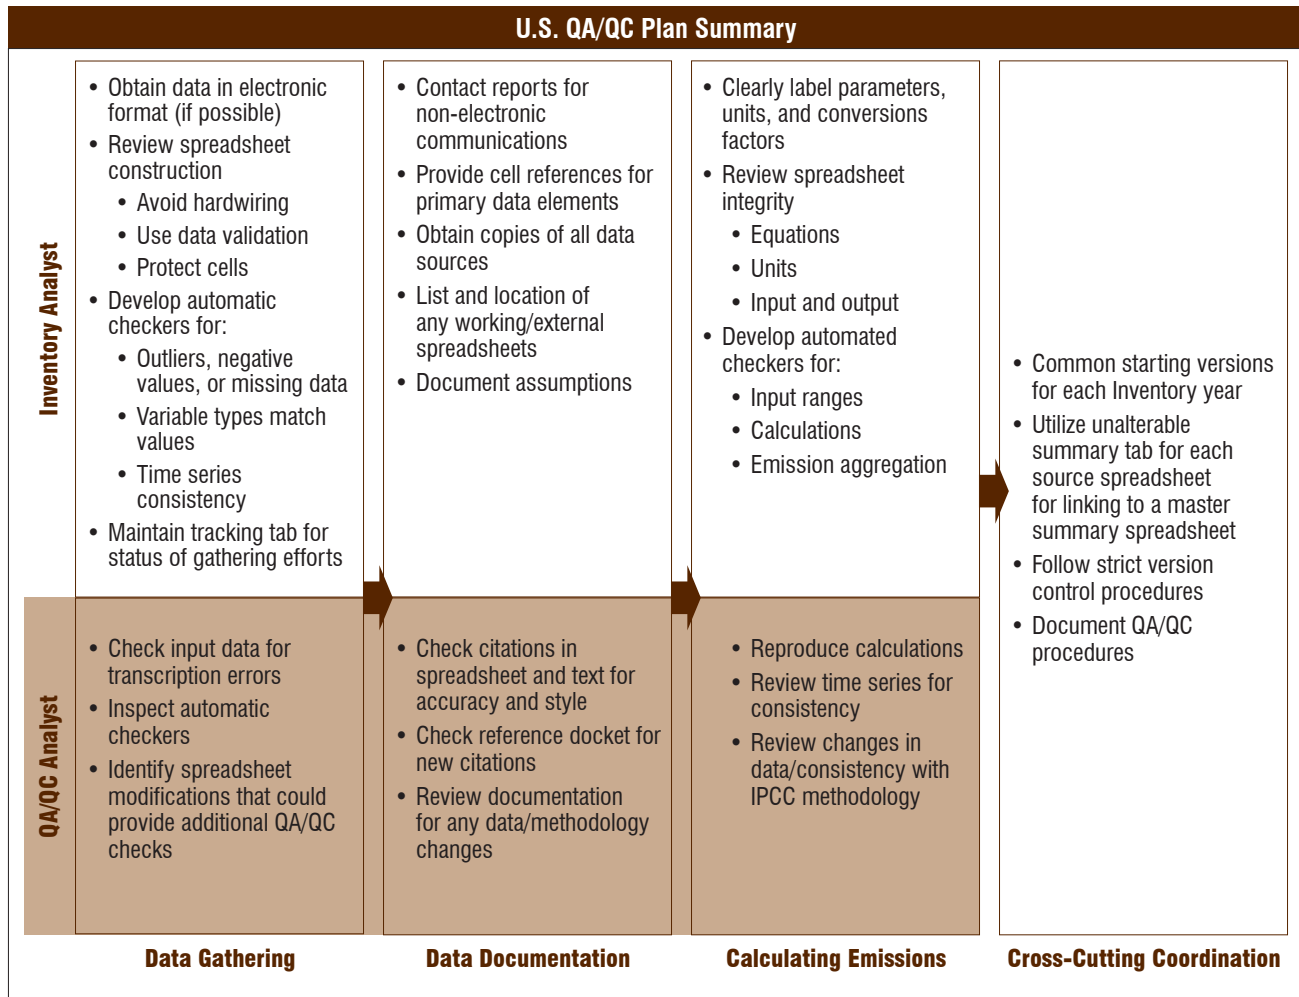 U.S. QA/QC Plan Summary
Inventory Analyst
• Obtain data in electronic
format (if possible)
• Review spreadsheet
construction
• Avoid hardwiring
• Use data validation
• Protect cells
• Develop automatic
checkers for:
• Outliers, negative
values, or missing data
• Variable types match
values
• Time series
consistency
• Maintain tracking tab for
status of gathering efforts
• Contact reports for
non-electronic
communications
• Provide cell references for
primary data elements
• Obtain copies of all data
sources
• List and location of
any working/external
spreadsheets
• Document assumptions
• Clearly label parameters,
units, and conversions
factors
• Review spreadsheet
integrity
• Equations
• Units
• Input and output
• Develop automated
checkers for:
• Input ranges
• Calculations
• Emission aggregation
• Common starting versions
for each Inventory year
• Utilize unalterable
summary tab for each
source spreadsheet
for linking to a master
summary spreadsheet
• Follow strict version
control procedures
• Document QA/QC
procedures
QA/QC Analyst
• Check input data for
transcription errors
• Inspect automatic
checkers
• Identify spreadsheet
modifications that could
provide additional QA/QC
checks
• Check citations in
spreadsheet and text for
accuracy and style
• Check reference docket for
new citations
• Review documentation
for any data/methodology
changes
• Reproduce calculations
• Review time series for
consistency
• Review changes in
data/consistency with
IPCC methodology
Data Gathering
Data Documentation
Calculating Emissions
Cross-Cutting Coordination